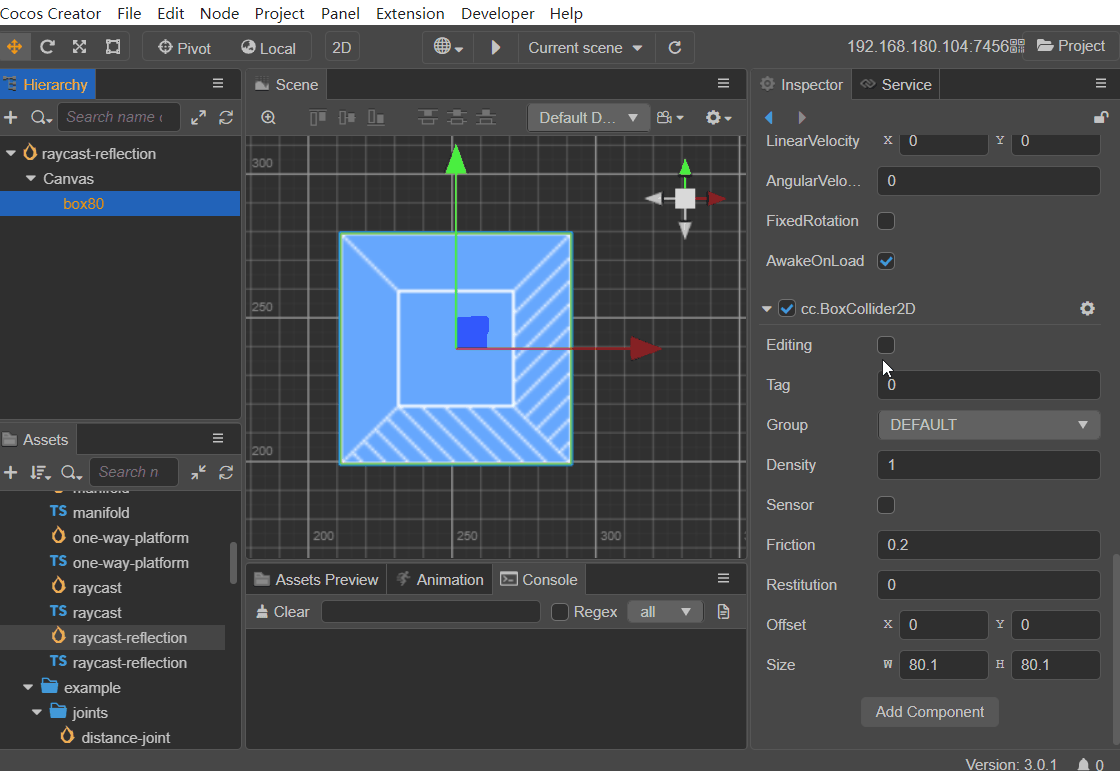 Cocos Creator File Edit Node Project Panel Extension Developer Help
Pivot Local 2D Current scene 192.168.180.104:7456 Project
Hierarchy
Search name (
raycast-reflection
Canvas
box80
Assets
Search n
manifold
TS manifold
one-way-platform
TS one-way-platform
raycast
TS raycast
raycast-reflection
TS raycast-reflection
example
joints
distance-joint
Scene
Default D...
300
250
200
200 250 300
Assets Preview Animation Console
Clear Regex all
Inspector Service
LinearVelocity X 0 Y 0
AngularVelo... 0
FixedRotation
AwakeOnLoad
cc.BoxCollider2D
Editing
Tag 0
Group DEFAULT
Density 1
Sensor
Friction 0.2
Restitution 0
Offset X 0 Y 0
Size W 80.1 H 80.1
Add Component
Version: 3.0.1 0